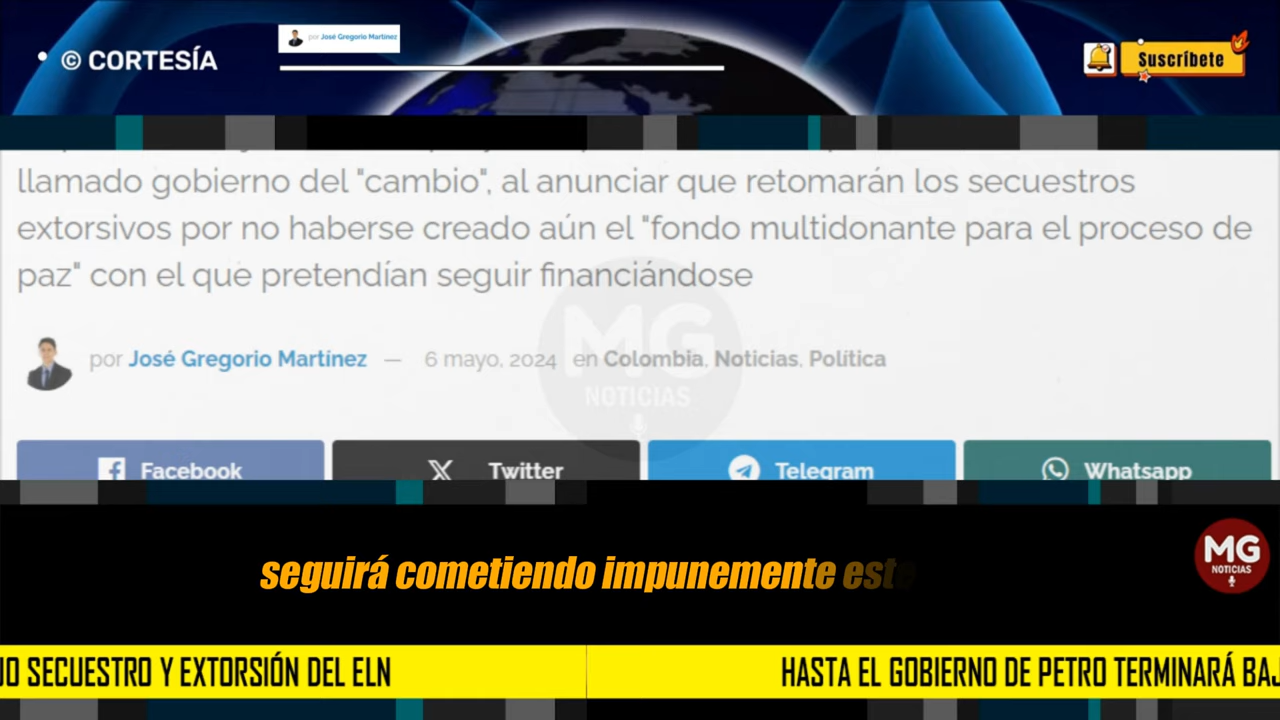 © CORTESÍA
por José Gregorio Martínez
Suscríbete
llamado gobierno del "cambio", al anunciar que retomarán los secuestros
extorsivos por no haberse creado aún el "fondo multidonante para el proceso de
paz" con el que pretendían seguir financiándose
por José Gregorio Martínez — 6 mayo, 2024 en Colombia, Noticias, Política
MG
NOTICIAS
Facebook
Twitter
Telegram
Whatsapp
seguirá cometiendo impunemente este
MG
NOTICIAS
JO SECUESTRO Y EXTORSIÓN DEL ELN
HASTA EL GOBIERNO DE PETRO TERMINARÁ BAJ